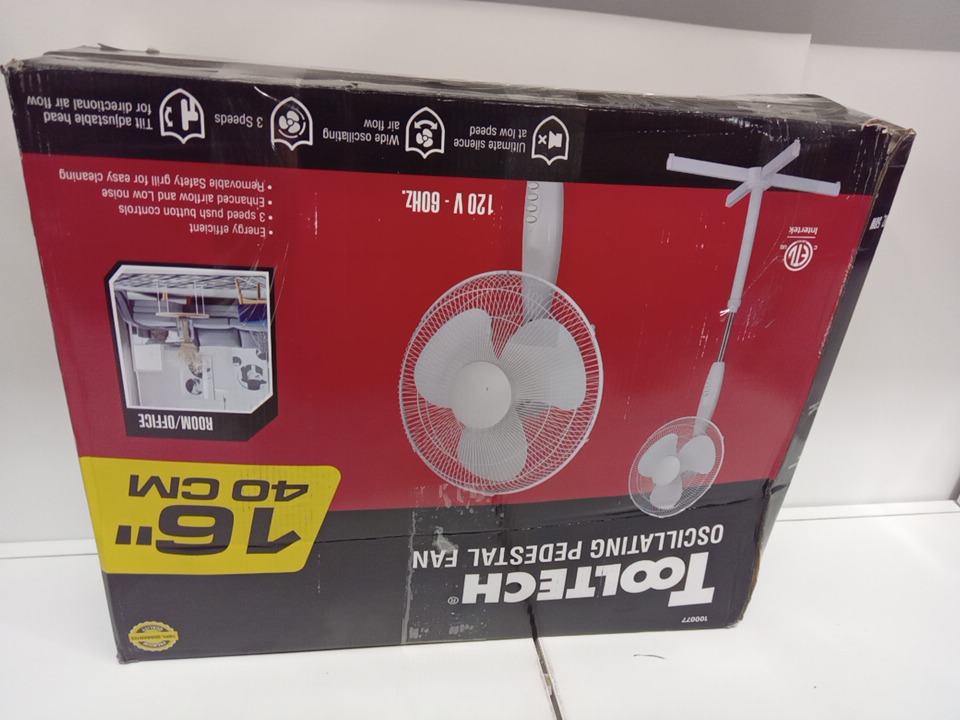 100077
TOOLTECH®
OSCILLATING PEDESTAL FAN
16"
40 CM
ROOM/OFFICE
C
US
Intertek
120 V - 60HZ.
• Energy efficient
• 3 speed push button controls
• Enhanced airflow and Low noise
• Removable Safety grill for easy cleaning
Ultimate silence
at low speed
Wide oscillating
air flow
3 Speeds
Tilt adjustable head
for directional air flow